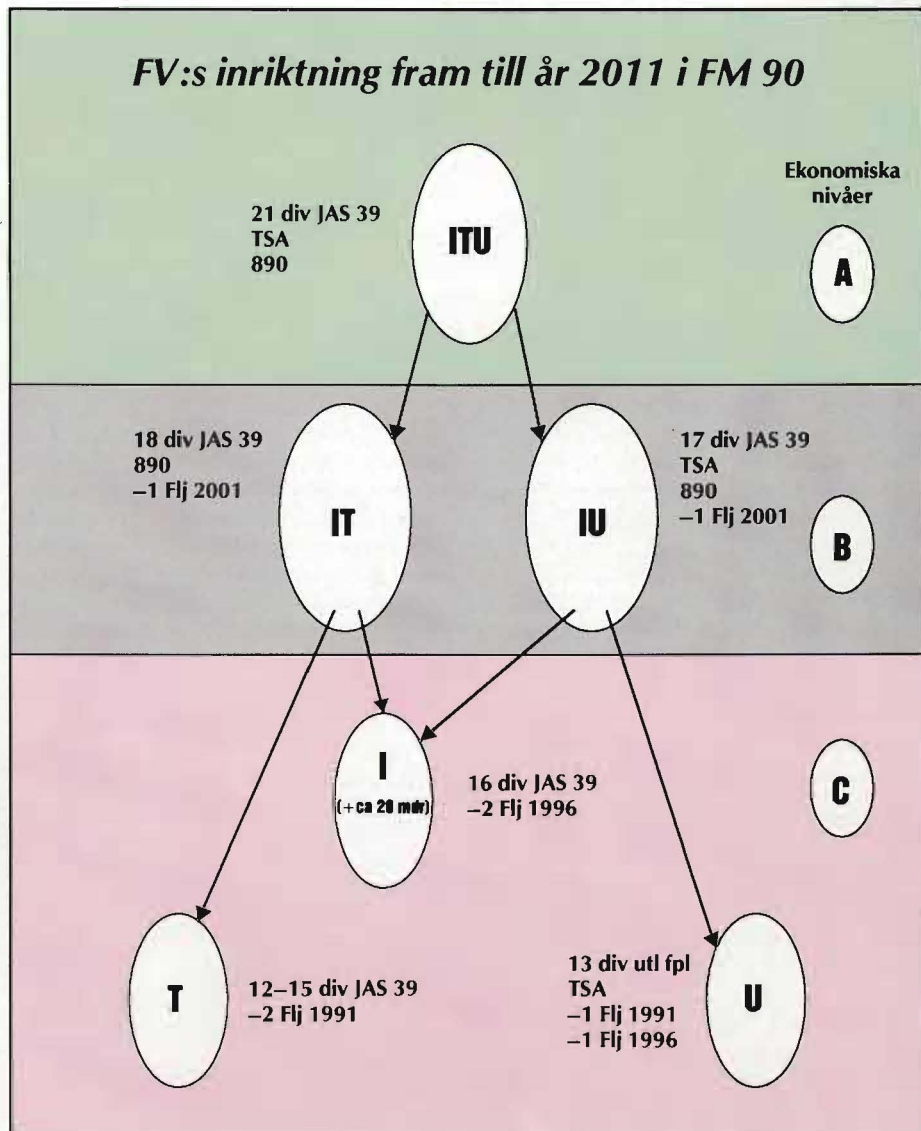 FV:s inriktning fram till år 2011 i FM 90
Ekonomiska
nivåer
21 div JAS 39
TSA
890
ITU
A
18 div JAS 39
890
–1 Flj 2001
IT
IU
17 div JAS 39
TSA
890
–1 Flj 2001
B
I
(+ca 20 mdr)
16 div JAS 39
–2 Flj 1996
C
T
12–15 div JAS 39
–2 Flj 1991
13 div utl fpl
TSA
–1 Flj 1991
–1 Flj 1996
U